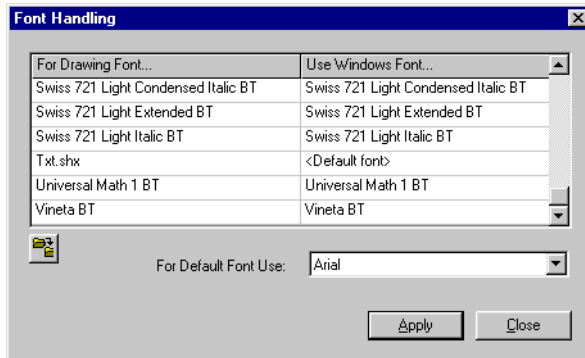 Font Handling
For Drawing Font... Use Windows Font...
Swiss 721 Light Condensed Italic BT Swiss 721 Light Condensed Italic BT
Swiss 721 Light Extended BT Swiss 721 Light Extended BT
Swiss 721 Light Italic BT Swiss 721 Light Italic BT
Txt.shx <Default font>
Universal Math 1 BT Universal Math 1 BT
Vineta BT Vineta BT
For Default Font Use: Arial
Apply Close